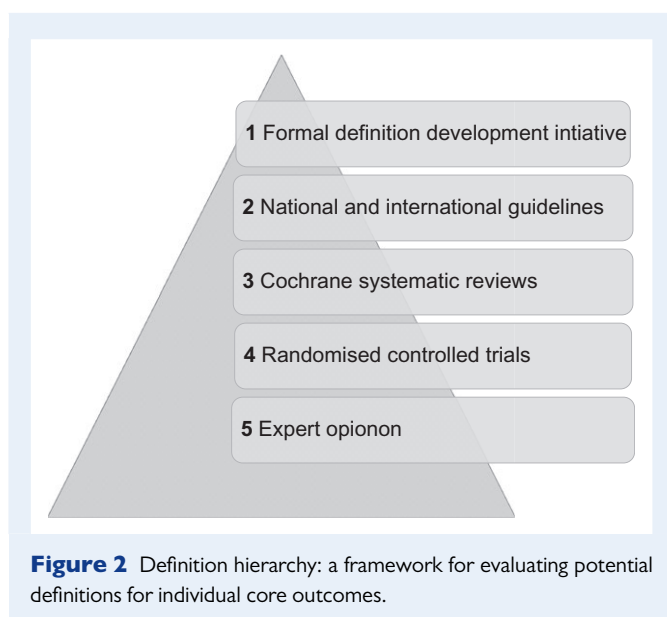 1 Formal definition development intiative
2 National and international guidelines
3 Cochrane systematic reviews
4 Randomised controlled trials
5 Expert opionon
Figure 2 Definition hierarchy: a framework for evaluating potential
definitions for individual core outcomes.